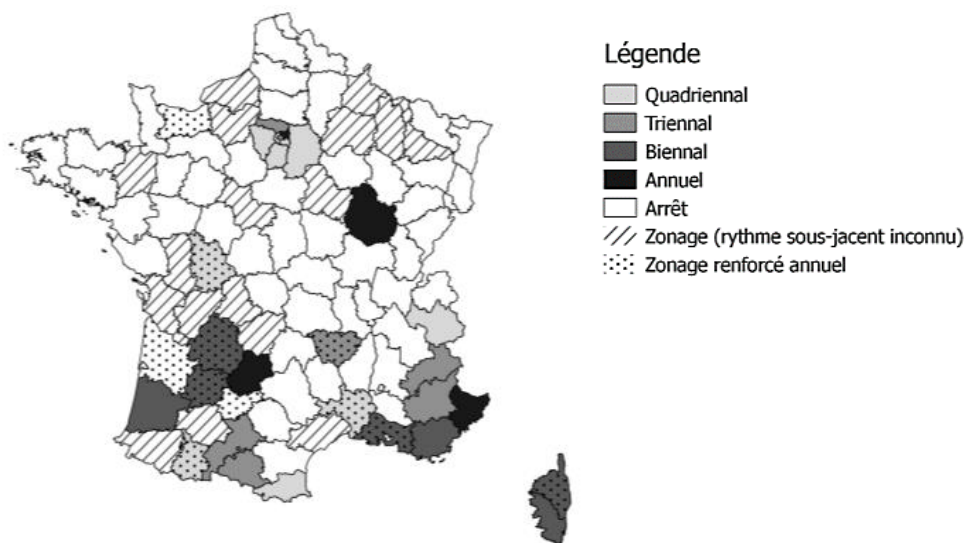 Légende
Quadriennal
Triennal
Biennal
Annuel
Arrêt
Zonage (rythme sous-jacent inconnu)
Zonage renforcé annuel